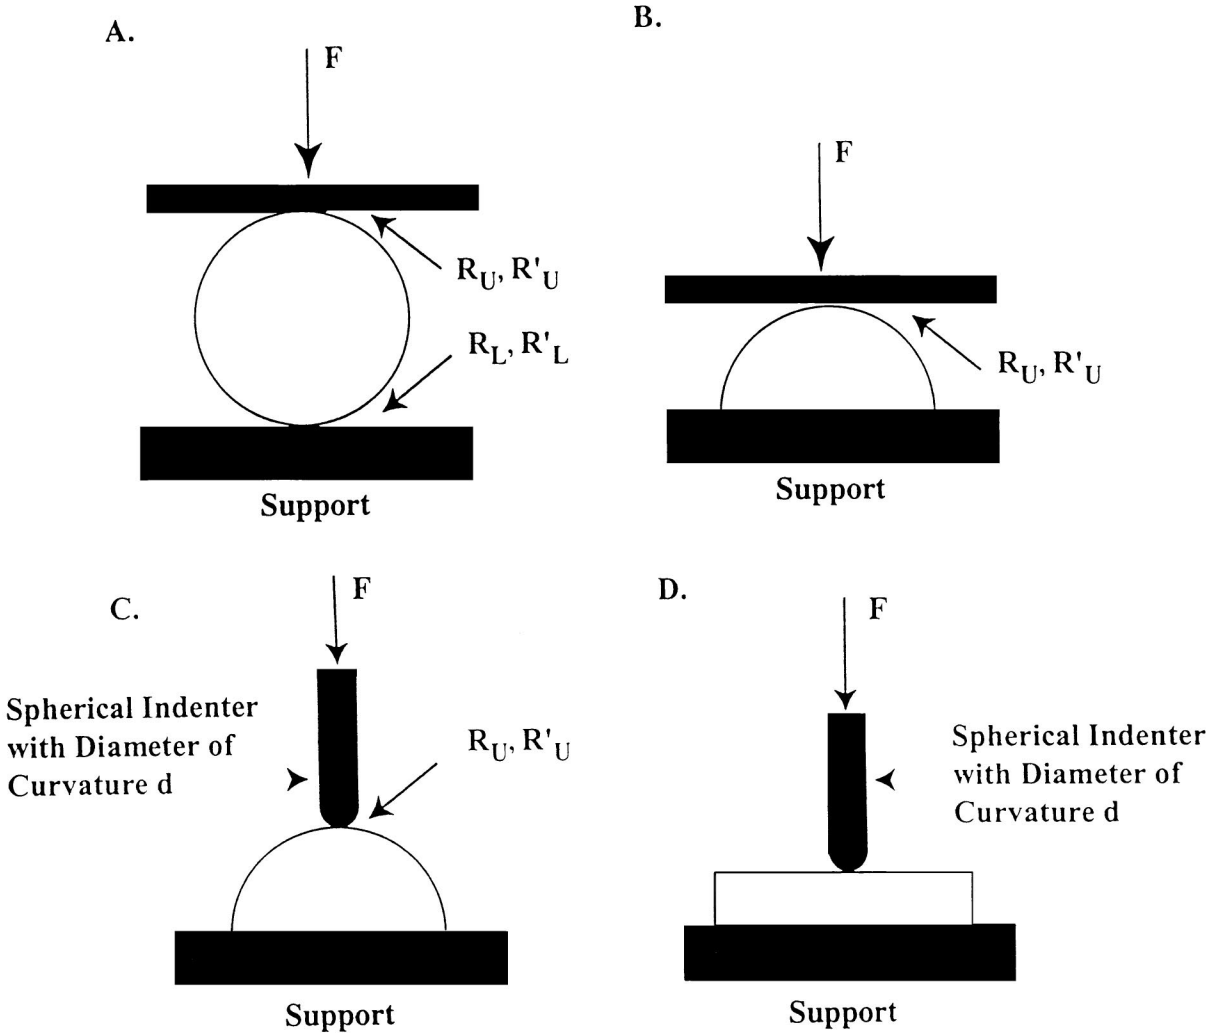 A.
F
R_U, R'_U
R_L, R'_L
Support
B.
F
R_U, R'_U
Support
C.
F
Spherical Indenter
with Diameter of
Curvature d
R_U, R'_U
Support
D.
F
Spherical Indenter
with Diameter of
Curvature d
Support